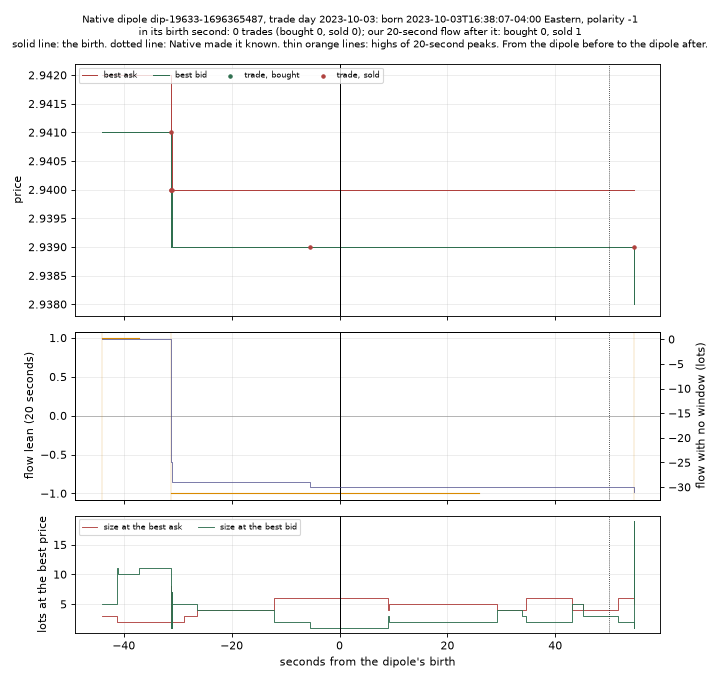 Native dipole dip-19633-1696365487, trade day 2023-10-03: born 2023-10-03T16:38:07-04:00 Eastern, polarity -1
in its birth second: 0 trades (bought 0, sold 0); our 20-second flow after it: bought 0, sold 1
solid line: the birth. dotted line: Native made it known. thin orange lines: highs of 20-second peaks. From the dipole before to the dipole after.
best ask best bid trade, bought trade, sold
2.9420
2.9415
2.9410
2.9405
2.9400
2.9395
2.9390
2.9385
2.9380
price
1.0
0.5
0.0
−0.5
−1.0
flow lean (20 seconds)
0
−5
−10
−15
−20
−25
−30
flow with no window (lots)
size at the best ask size at the best bid
15
10
5
lots at the best price
−40 −20 0 20 40
seconds from the dipole's birth